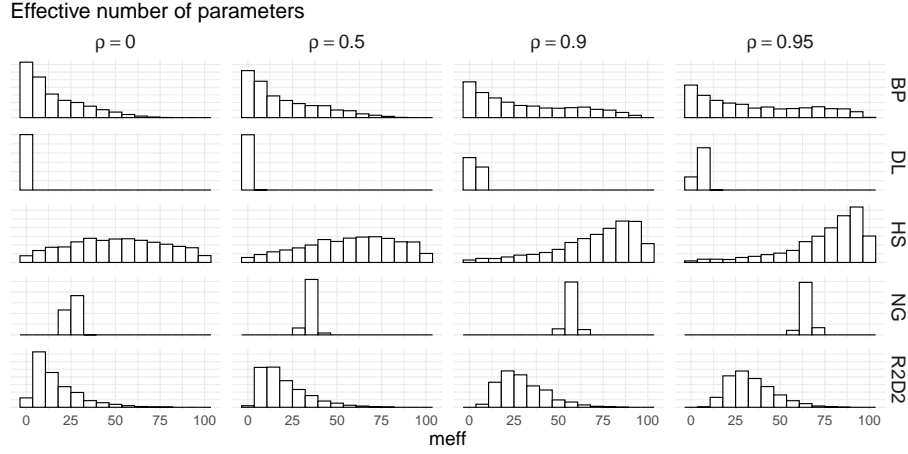 Effective number of parameters
ρ = 0 ρ = 0.5 ρ = 0.9 ρ = 0.95
BP
DL
HS
NG
R2D2
0 25 50 75 100 0 25 50 75 100 0 25 50 75 100 0 25 50 75 100
meff